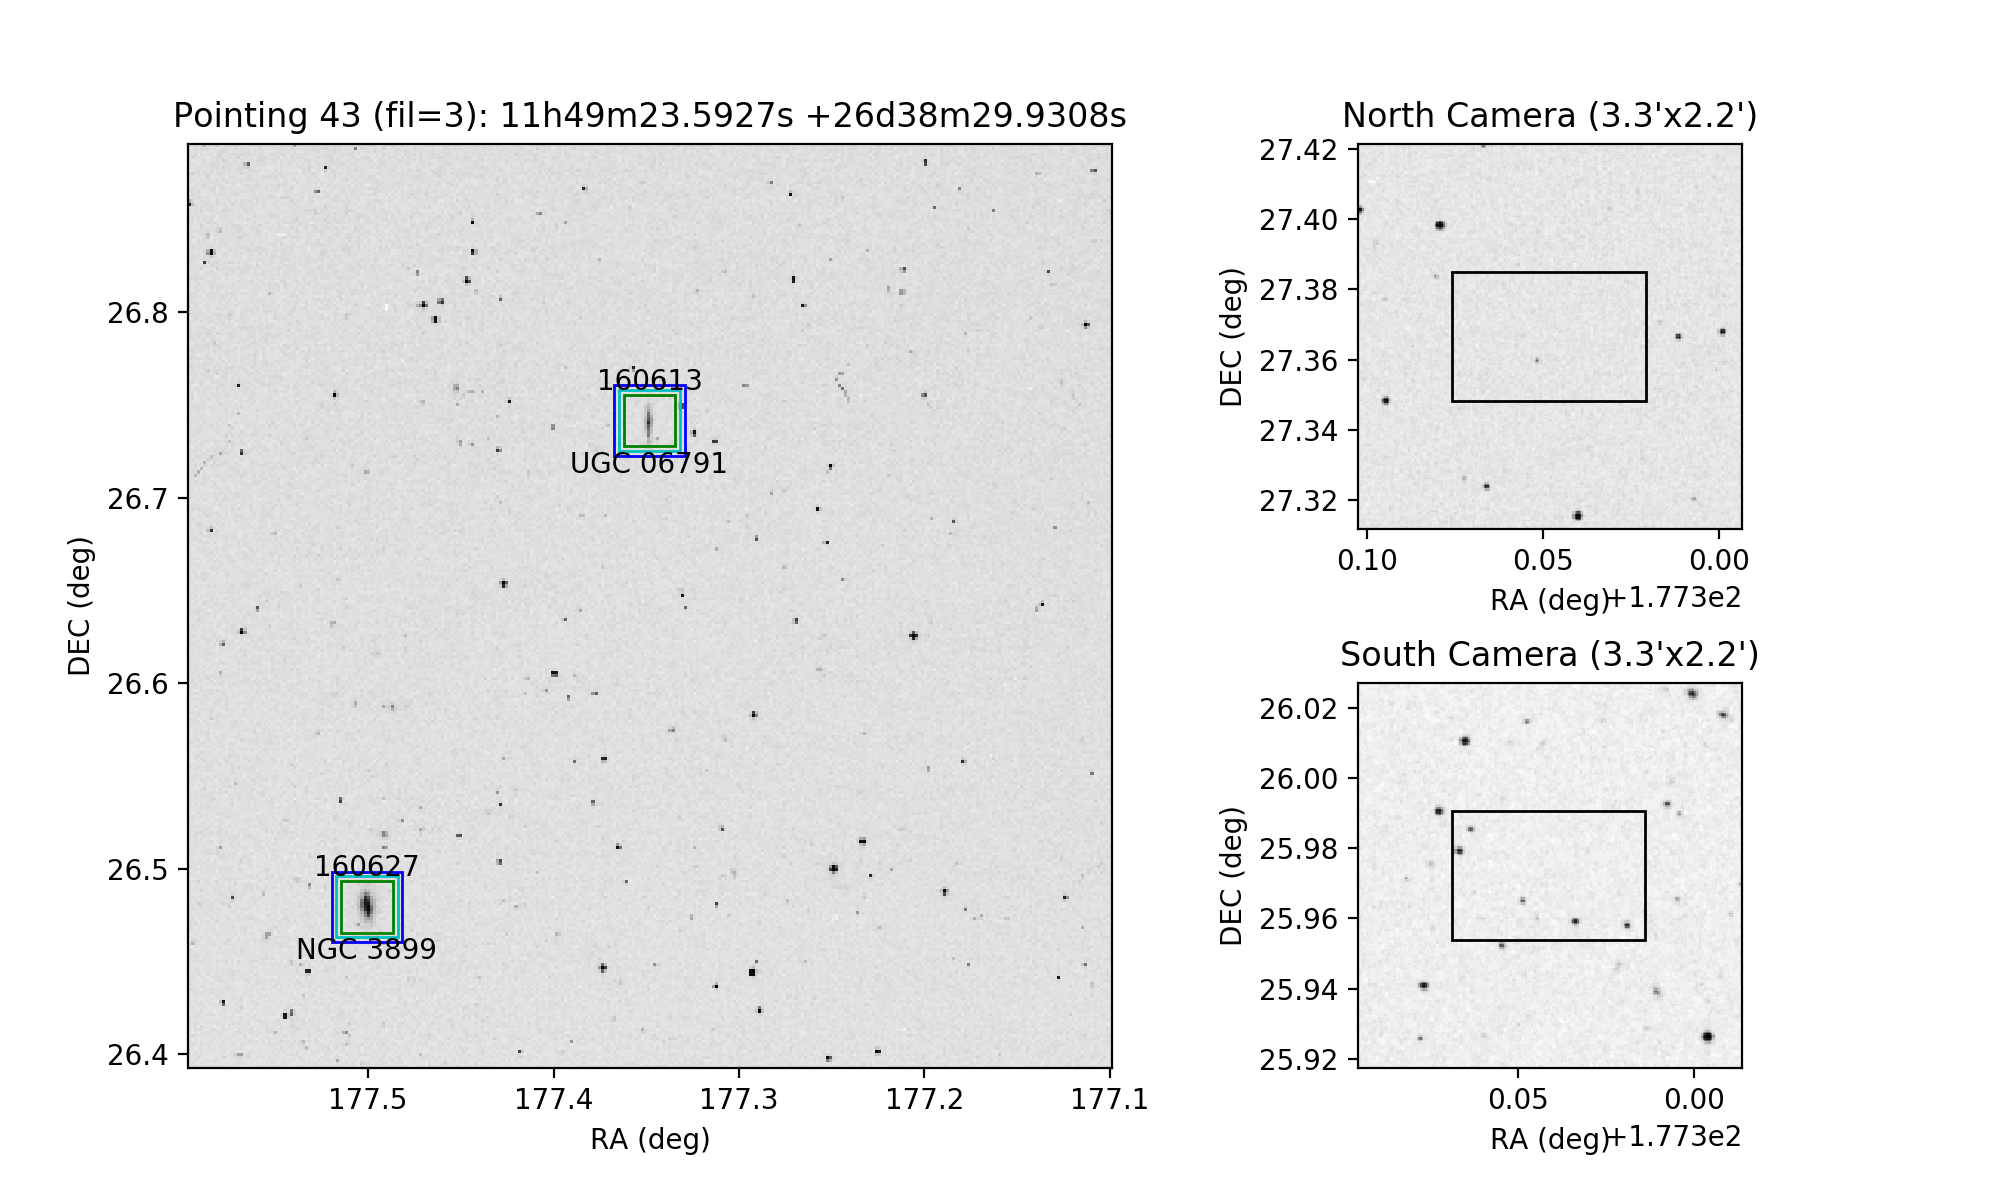 Pointing 43 (fil=3): 11h49m23.5927s +26d38m29.9308s
DEC (deg)
26.8
26.7
26.6
26.5
26.4
160613
UGC 06791
160627
NGC 3899
177.5 177.4 177.3 177.2 177.1
RA (deg)
North Camera (3.3'x2.2')
DEC (deg)
27.42
27.40
27.38
27.36
27.34
27.32
0.10 0.05 0.00
RA (deg) +1.773e2
South Camera (3.3'x2.2')
DEC (deg)
26.02
26.00
25.98
25.96
25.94
25.92
0.05 0.00
RA (deg) +1.773e2